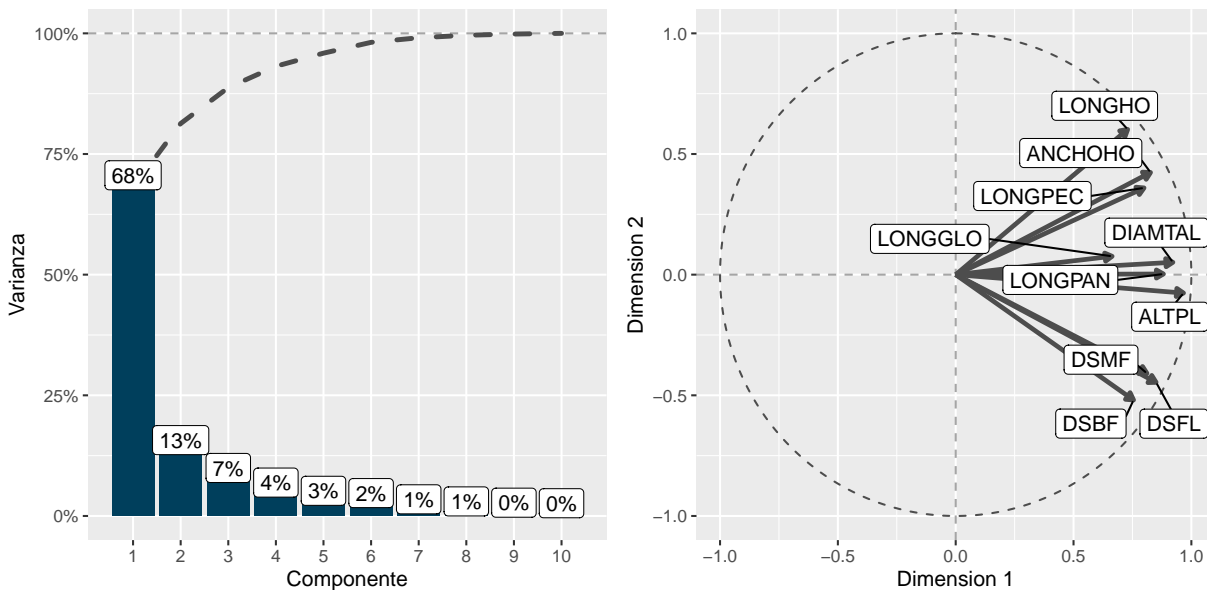 100%
75%
50%
25%
0%
Varianza
68%
13%
7%
4%
3%
2%
1%
1%
0%
0%
1 2 3 4 5 6 7 8 9 10
Componente
1.0
0.5
0.0
−0.5
−1.0
Dimension 2
LONGHO
ANCHOHO
LONGPEC
LONGGLO
DIAMTAL
LONGPAN
ALTPL
DSMF
DSBF
DSFL
−1.0 −0.5 0.0 0.5 1.0
Dimension 1